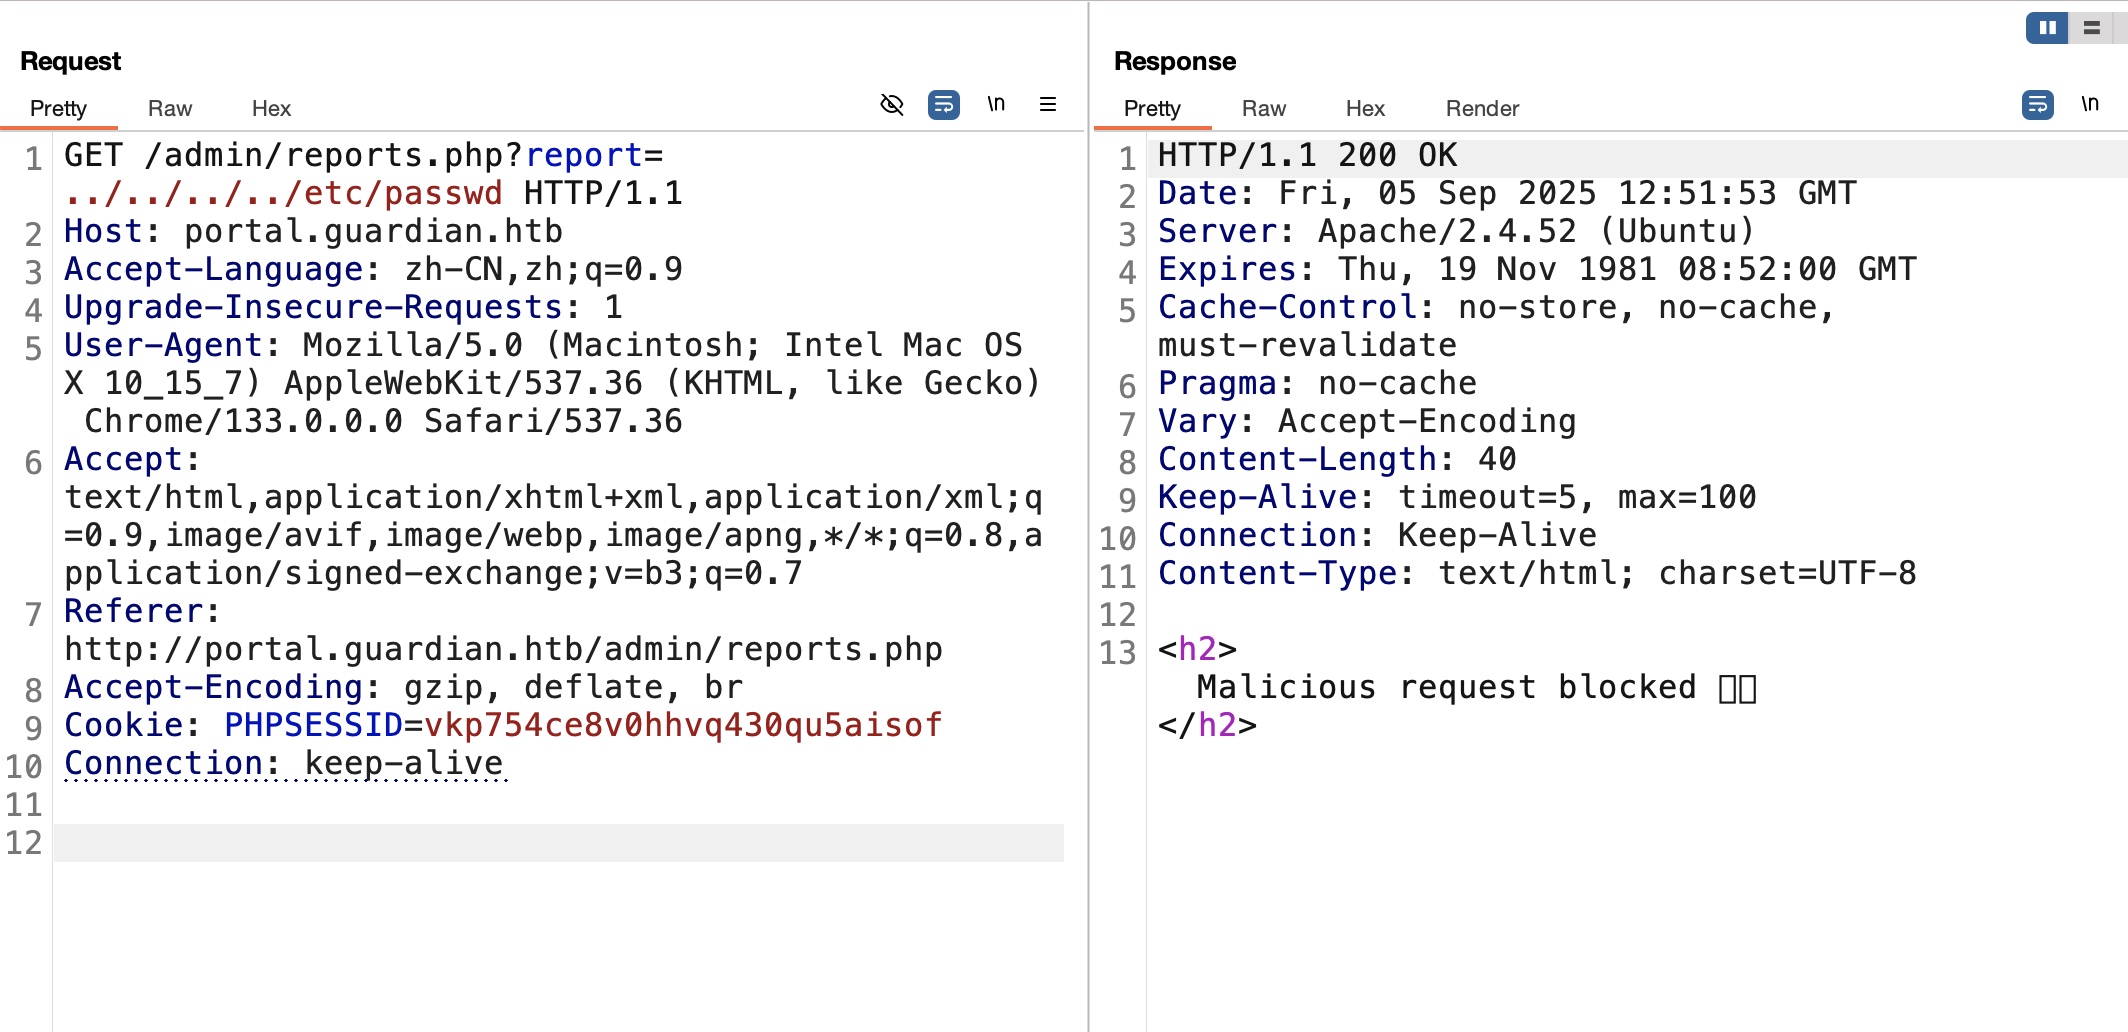 Request
Pretty Raw Hex
\n
1 GET /admin/reports.php?report=
../../../../etc/passwd HTTP/1.1
2 Host: portal.guardian.htb
3 Accept-Language: zh-CN,zh;q=0.9
4 Upgrade-Insecure-Requests: 1
5 User-Agent: Mozilla/5.0 (Macintosh; Intel Mac OS
X 10_15_7) AppleWebKit/537.36 (KHTML, like Gecko)
Chrome/133.0.0.0 Safari/537.36
6 Accept:
text/html,application/xhtml+xml,application/xml;q
=0.9,image/avif,image/webp,image/apng,*/*;q=0.8,a
pplication/signed-exchange;v=b3;q=0.7
7 Referer:
http://portal.guardian.htb/admin/reports.php
8 Accept-Encoding: gzip, deflate, br
9 Cookie: PHPSESSID=vkp754ce8v0hhvq430qu5aisof
10 Connection: keep-alive
11
12
Response
Pretty Raw Hex Render
\n
1 HTTP/1.1 200 OK
2 Date: Fri, 05 Sep 2025 12:51:53 GMT
3 Server: Apache/2.4.52 (Ubuntu)
4 Expires: Thu, 19 Nov 1981 08:52:00 GMT
5 Cache-Control: no-store, no-cache,
must-revalidate
6 Pragma: no-cache
7 Vary: Accept-Encoding
8 Content-Length: 40
9 Keep-Alive: timeout=5, max=100
10 Connection: Keep-Alive
11 Content-Type: text/html; charset=UTF-8
12
13 <h2>
Malicious request blocked
</h2>